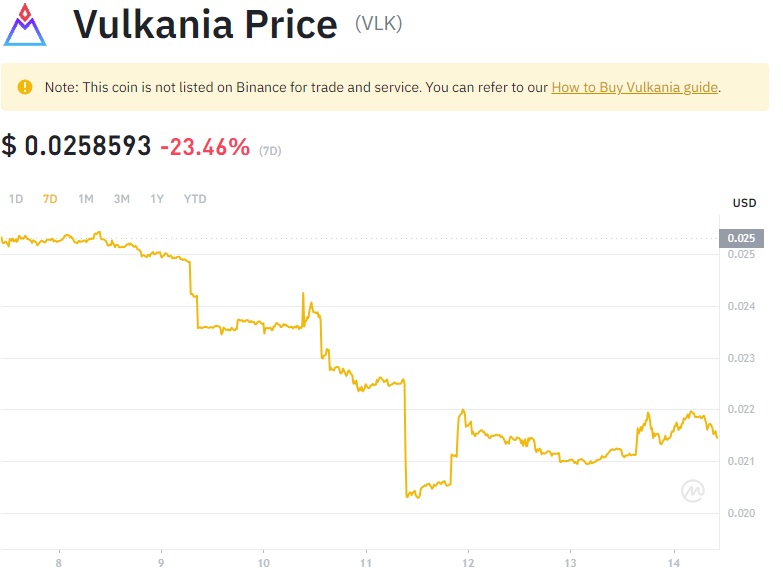 Vulkania Price (VLK)
Note: This coin is not listed on Binance for trade and service. You can refer to our How to Buy Vulkania guide.
$ 0.0258593 -23.46% (7D)
1D 7D 1M 3M 1Y YTD
USD
0.025
0.025
0.024
0.023
0.022
0.021
0.020
8 9 10 11 12 13 14